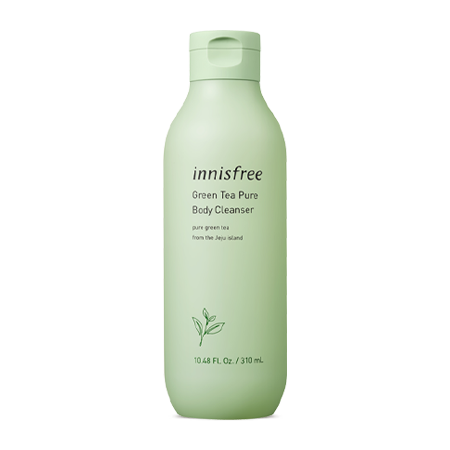 innisfree
Green Tea Pure
Body Cleanser
pure green tea
from the Jeju island
10.48 FL. Oz. / 310 mL